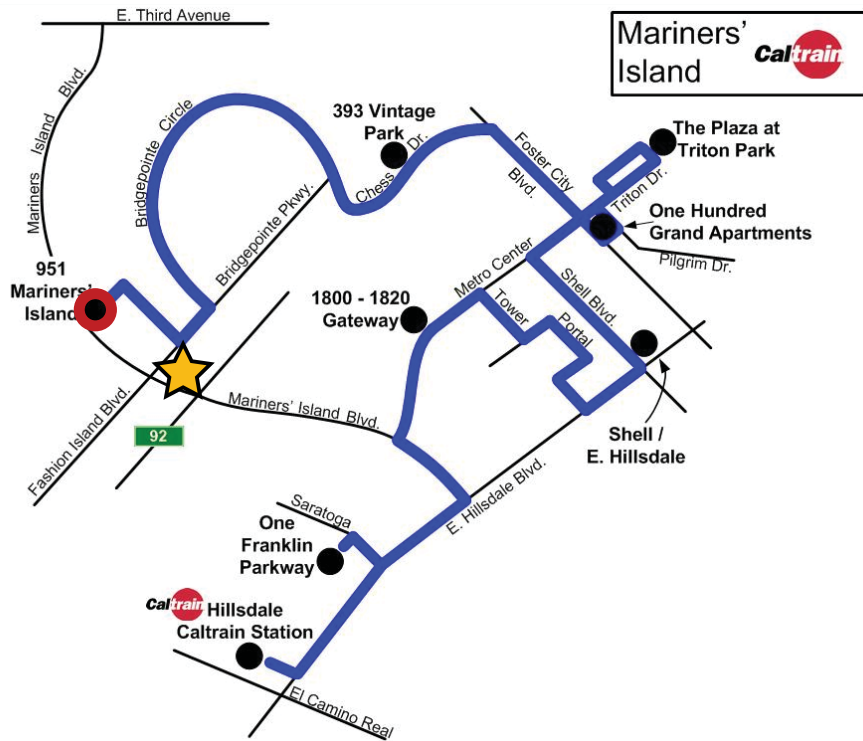 E. Third Avenue
Mariners’
Island
Caltrain
Mariners Island Blvd.
Bridgepointe Circle
393 Vintage
Park
Chess Dr.
Foster City
Blvd.
The Plaza at
Triton Park
Triton Dr.
One Hundred
Grand Apartments
Pilgrim Dr.
Bridgepointe Pkwy.
951
Mariners’
Island
1800 - 1820
Gateway
Metro Center
Tower
Portal
Shell Blvd.
Mariners’ Island Blvd.
Fashion Island Blvd.
92
Shell /
E. Hillsdale
E. Hillsdale Blvd.
Saratoga
One
Franklin
Parkway
Caltrain
Hillsdale
Caltrain Station
El Camino Real